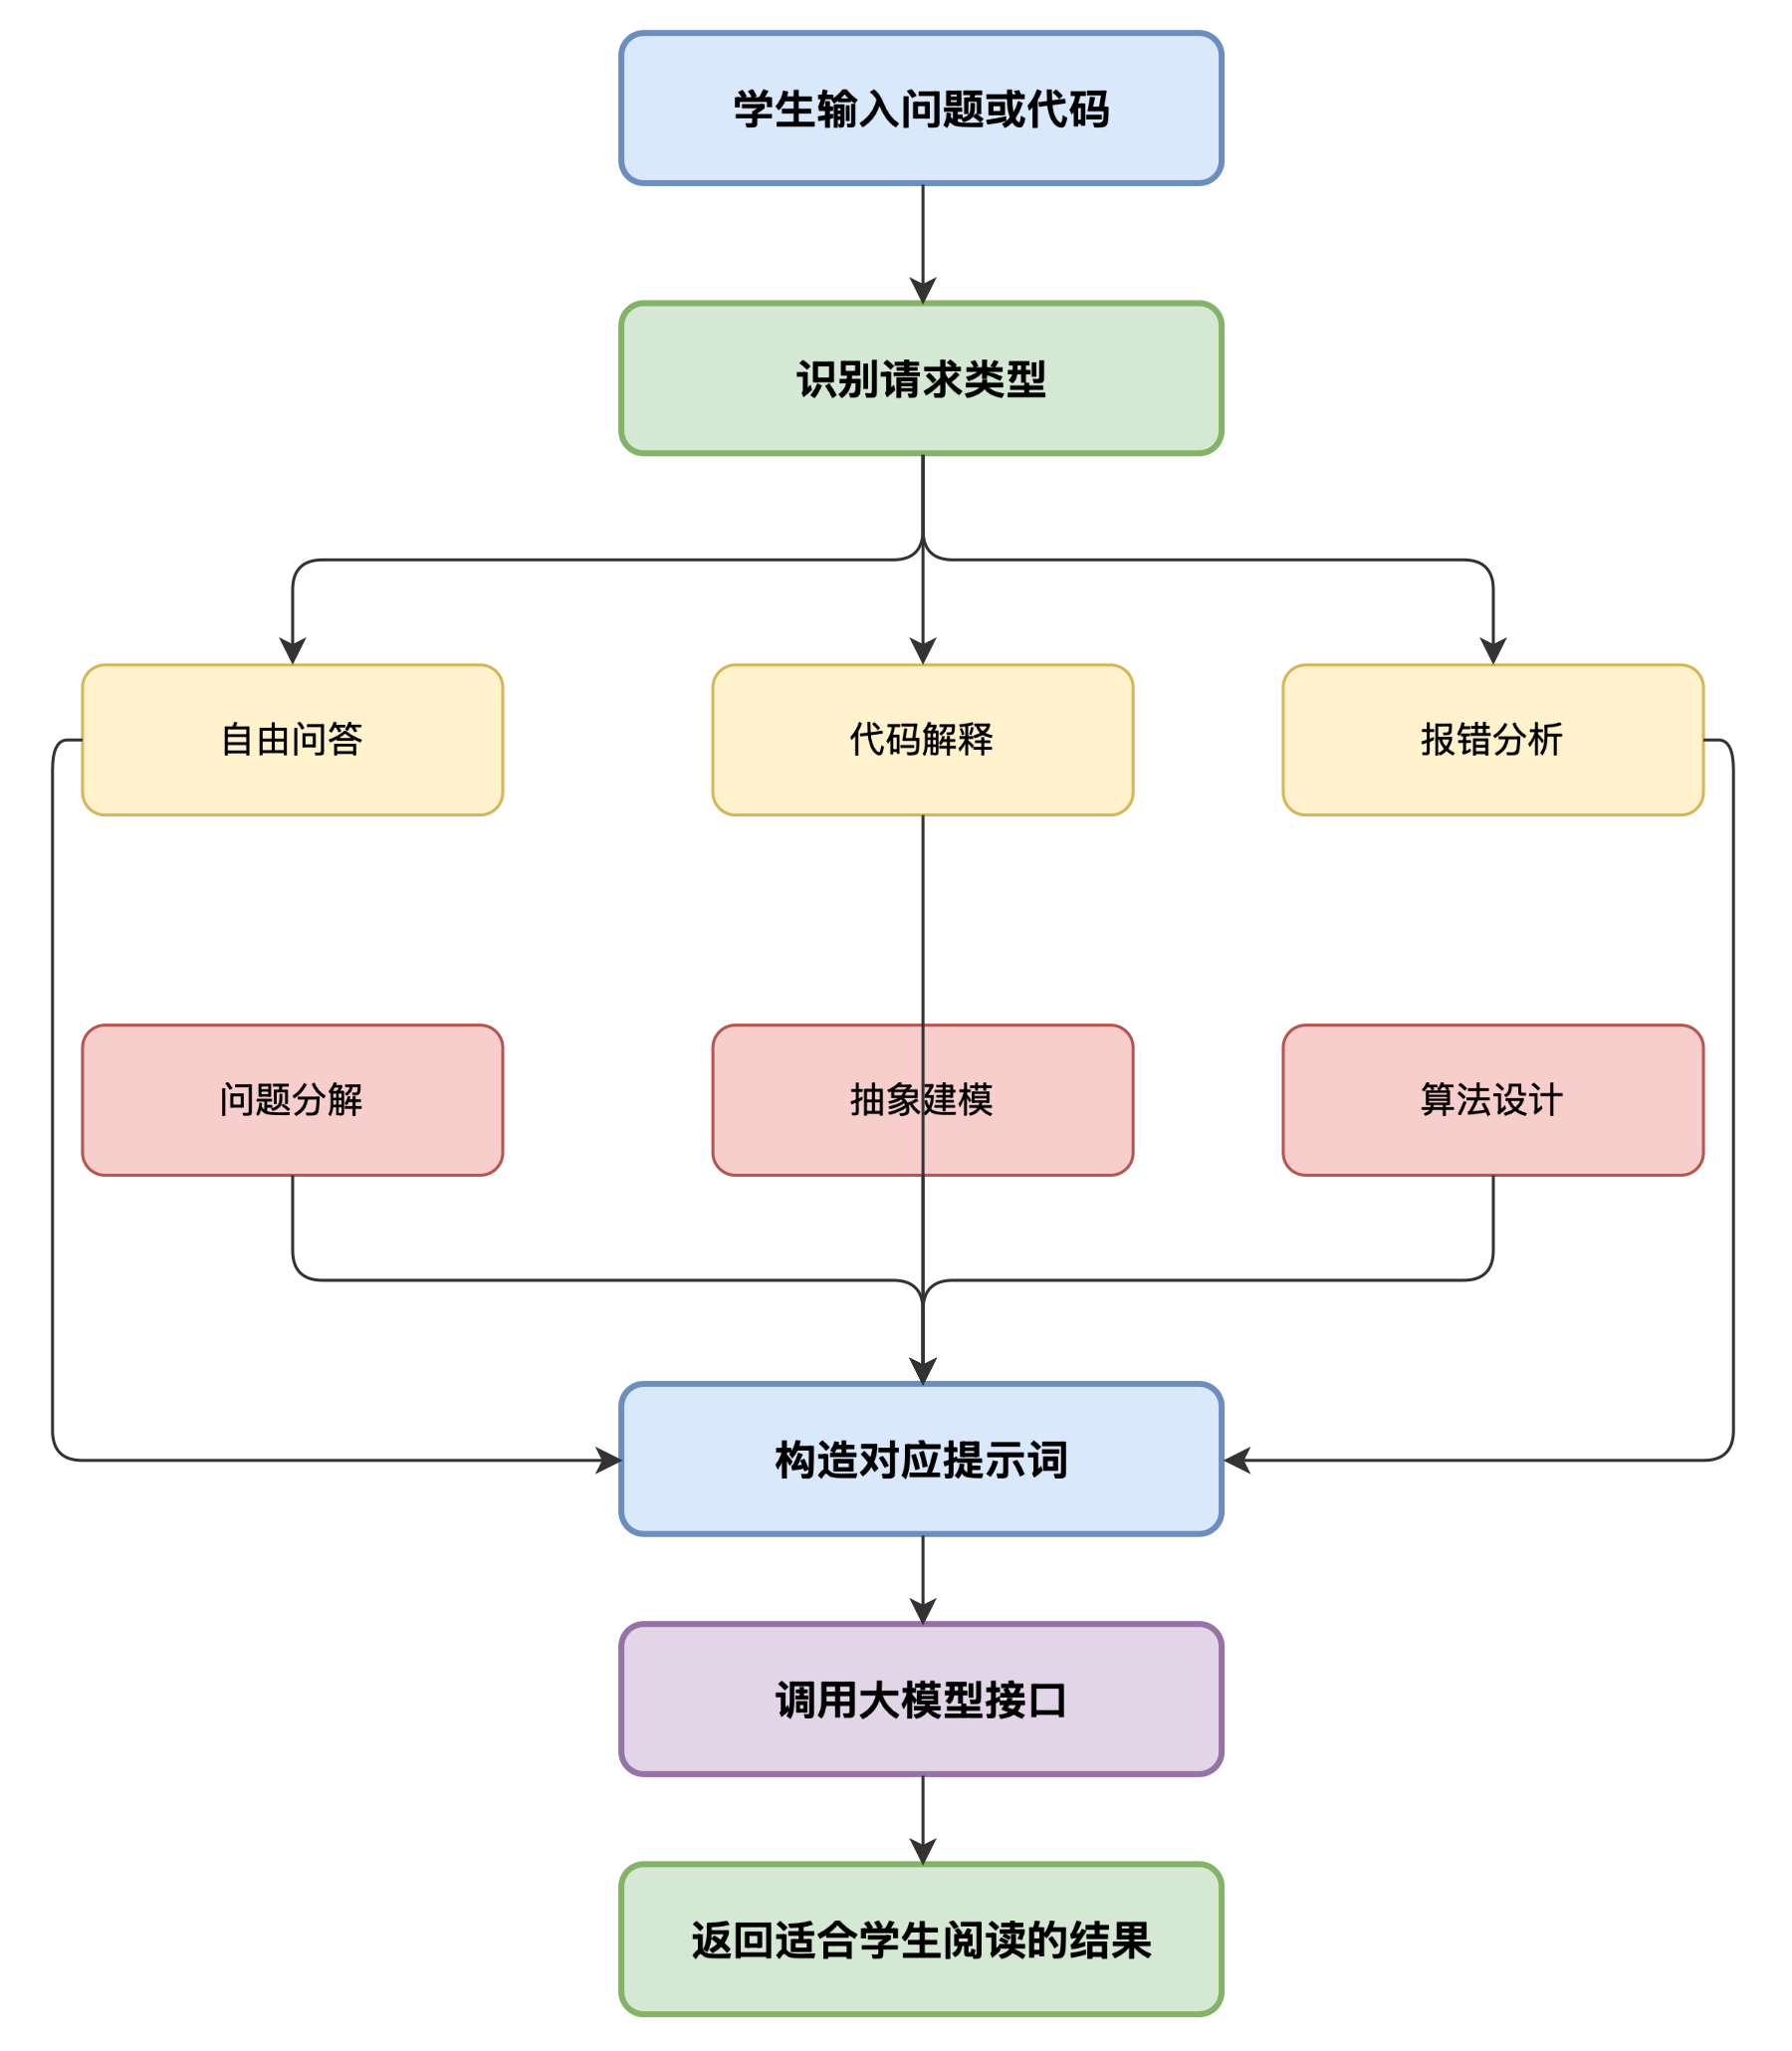 学生输入问题或代码
识别请求类型
自由问答
代码解释
报错分析
问题分解
抽象建模
算法设计
构造对应提示词
调用大模型接口
返回适合学生阅读的结果